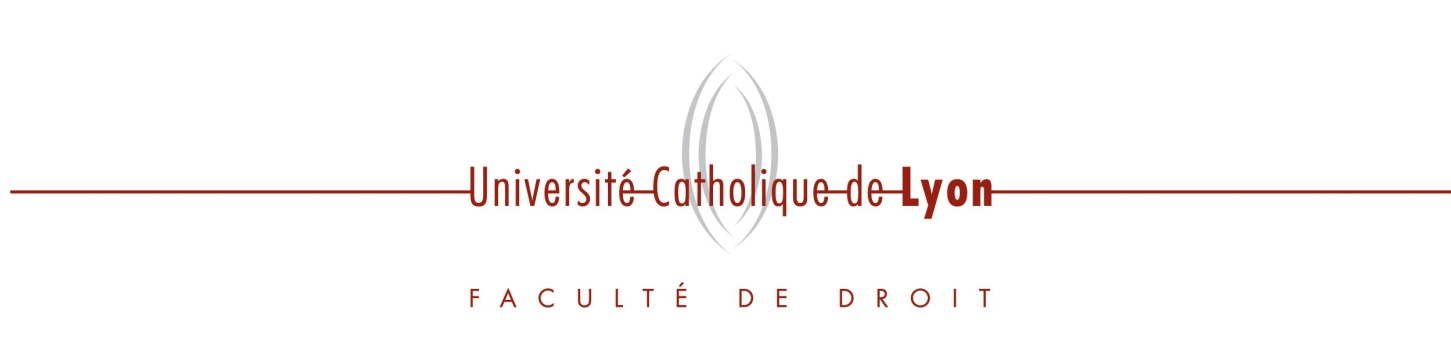 Université Catholique de Lyon
FACULTÉ DE DROIT